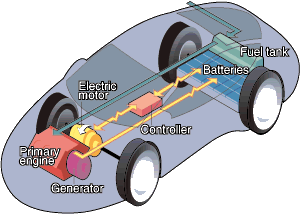 Fuel tank
Batteries
Electric
motor
Controller
Primary
engine
Generator